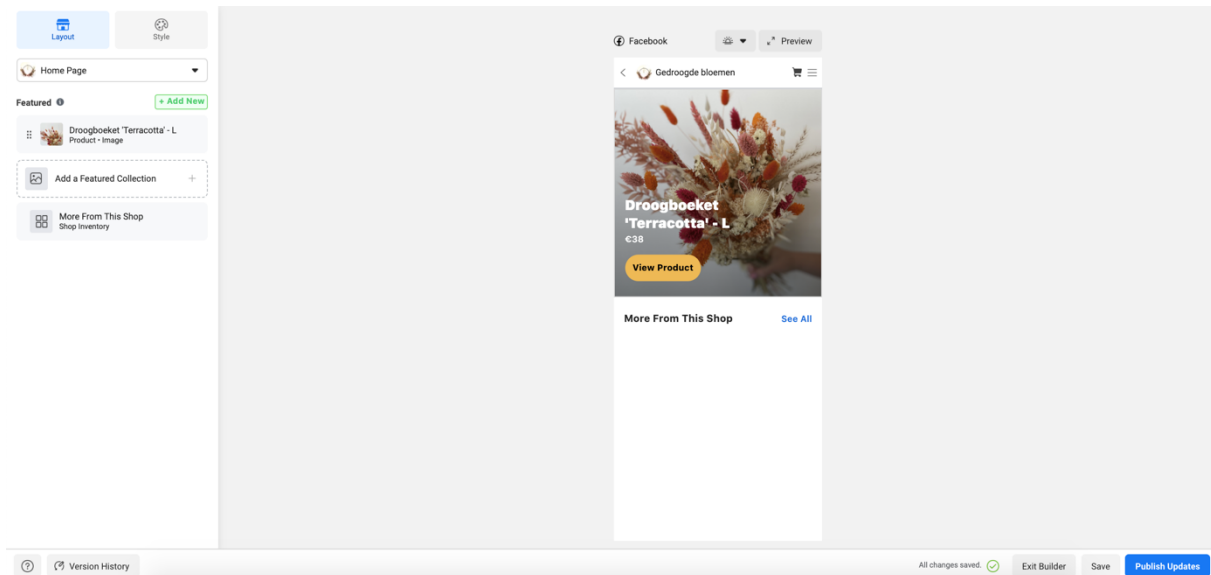 Layout
Style
Home Page
Featured
+ Add New
Droogboeket 'Terracotta' - L
Product • Image
Add a Featured Collection
More From This Shop
Shop Inventory
Facebook
Preview
Gedroogde bloemen
Droogboeket
'Terracotta' - L
€38
View Product
More From This Shop
See All
Version History
All changes saved.
Exit Builder
Save
Publish Updates